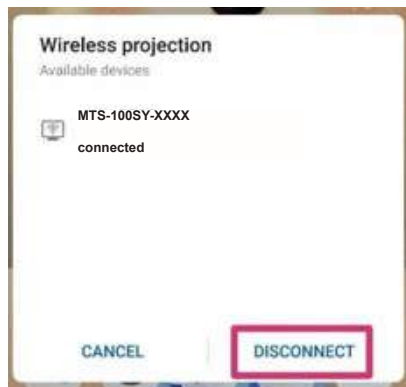 Wireless projection
Available devices
MTS-100SY-XXXX
connected
CANCEL
DISCONNECT